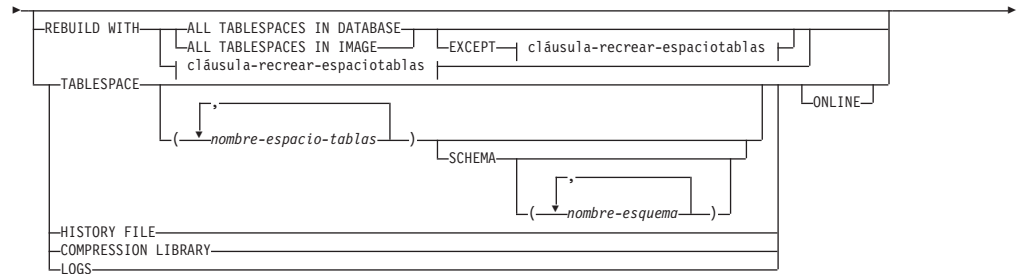 REBUILD WITH ALL TABLESPACES IN DATABASE
ALL TABLESPACES IN IMAGE EXCEPT cláusula-recrear-espaciotablas
cláusula-recrear-espaciotablas
TABLESPACE
ONLINE
,
( nombre-espacio-tablas )
SCHEMA
,
( nombre-esquema )
HISTORY FILE
COMPRESSION LIBRARY
LOGS